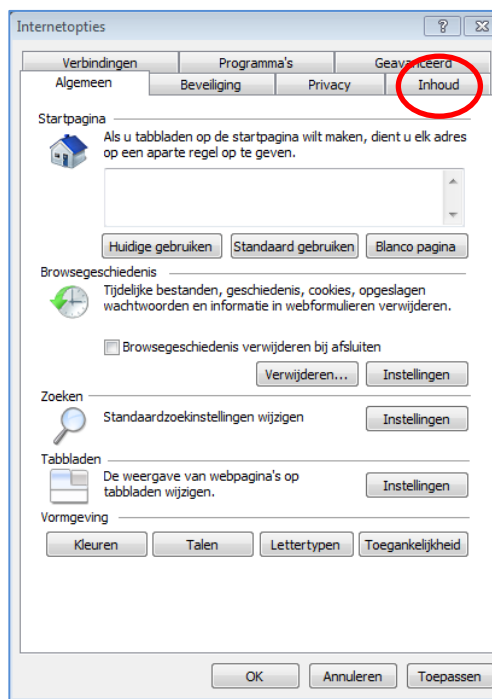 Internetopties
Verbindingen Programma's Geavanceerd
Algemeen Beveiliging Privacy Inhoud
Startpagina
Als u tabbladen op de startpagina wilt maken, dient u elk adres
op een aparte regel op te geven.
Huidige gebruiken Standaard gebruiken Blanco pagina
Browsegeschiedenis
Tijdelijke bestanden, geschiedenis, cookies, opgeslagen
wachtwoorden en informatie in webformulieren verwijderen.
Browsegeschiedenis verwijderen bij afsluiten
Verwijderen... Instellingen
Zoeken
Standaardzoekinstellingen wijzigen Instellingen
Tabbladen
De weergave van webpagina's op
tabbladen wijzigen.
Instellingen
Vormgeving
Kleuren Talen Lettertypen Toegankelijkheid
OK Annuleren Toepassen